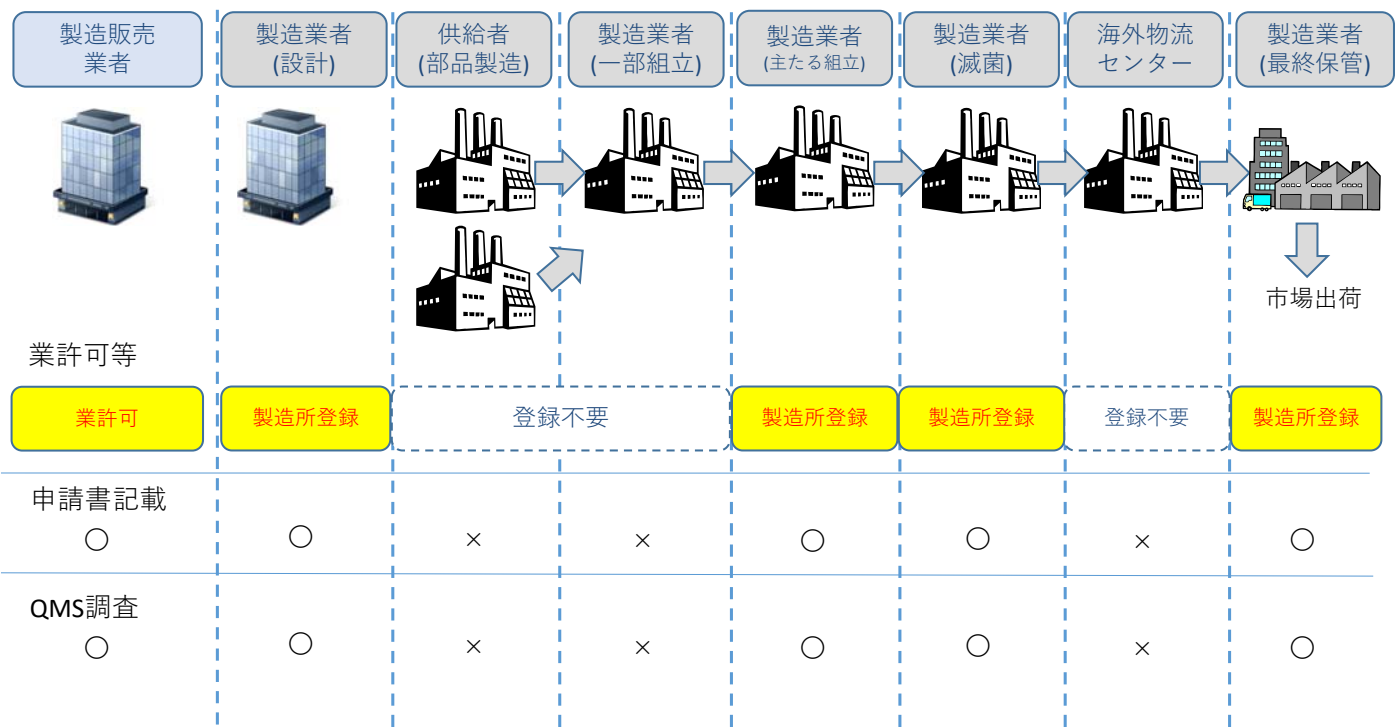 製造販売
業者
製造業者
(設計)
供給者
(部品製造)
製造業者
(一部組立)
製造業者
(主たる組立)
製造業者
(滅菌)
海外物流
センター
製造業者
(最終保管)
市場出荷
業許可等
業許可
製造所登録
登録不要
製造所登録
製造所登録
登録不要
製造所登録
申請書記載
○ ○ × × ○ ○ × ○
QMS調査
○ ○ × × ○ ○ × ○